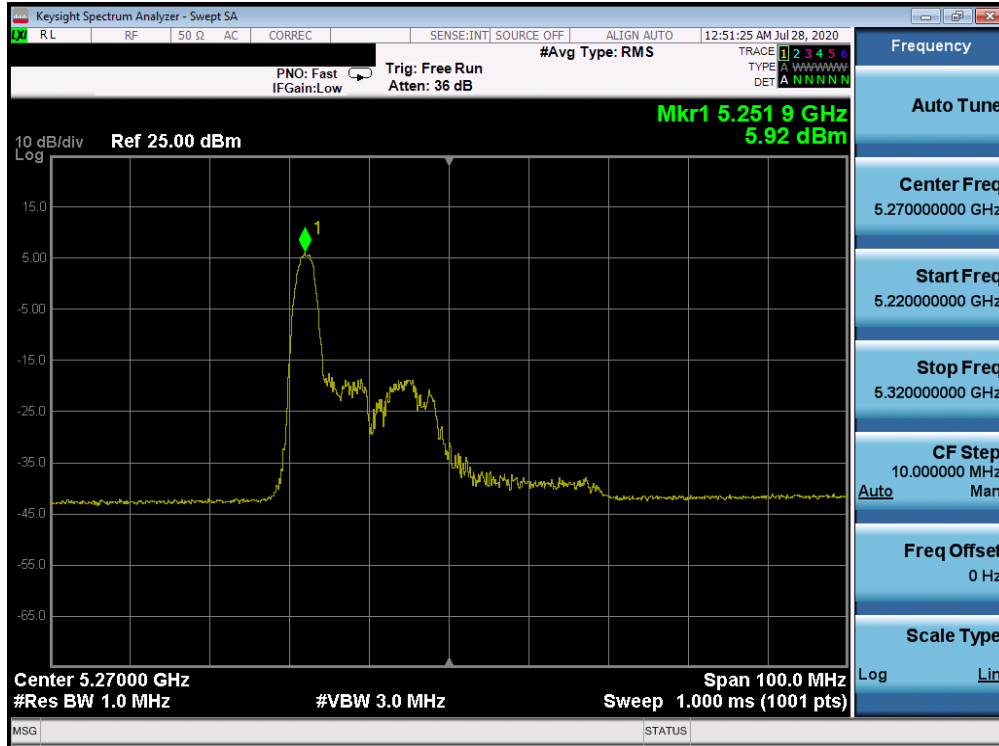 Keysight Spectrum Analyzer - Swept SA
LXI RL RF 50 Ω AC CORREC SENSE:INT SOURCE OFF ALIGN AUTO 12:51:25 AM Jul 28, 2020
#Avg Type: RMS
TRACE 1 2 3 4 5 6
PNO: Fast Trig: Free Run
TYPE A WWWWW
IFGain:Low Atten: 36 dB
DET A N N N N N
Mkr1 5.251 9 GHz
5.92 dBm
10 dB/div Ref 25.00 dBm
Log
15.0
1
5.00
-5.00
-15.0
-25.0
-35.0
-45.0
-55.0
-65.0
Center 5.27000 GHz Span 100.0 MHz
#Res BW 1.0 MHz #VBW 3.0 MHz Sweep 1.000 ms (1001 pts)
MSG STATUS
Frequency
Auto Tune
Center Freq
5.270000000 GHz
Start Freq
5.220000000 GHz
Stop Freq
5.320000000 GHz
CF Step
10.000000 MHz
Auto Man
Freq Offset
0 Hz
Scale Type
Log Lin